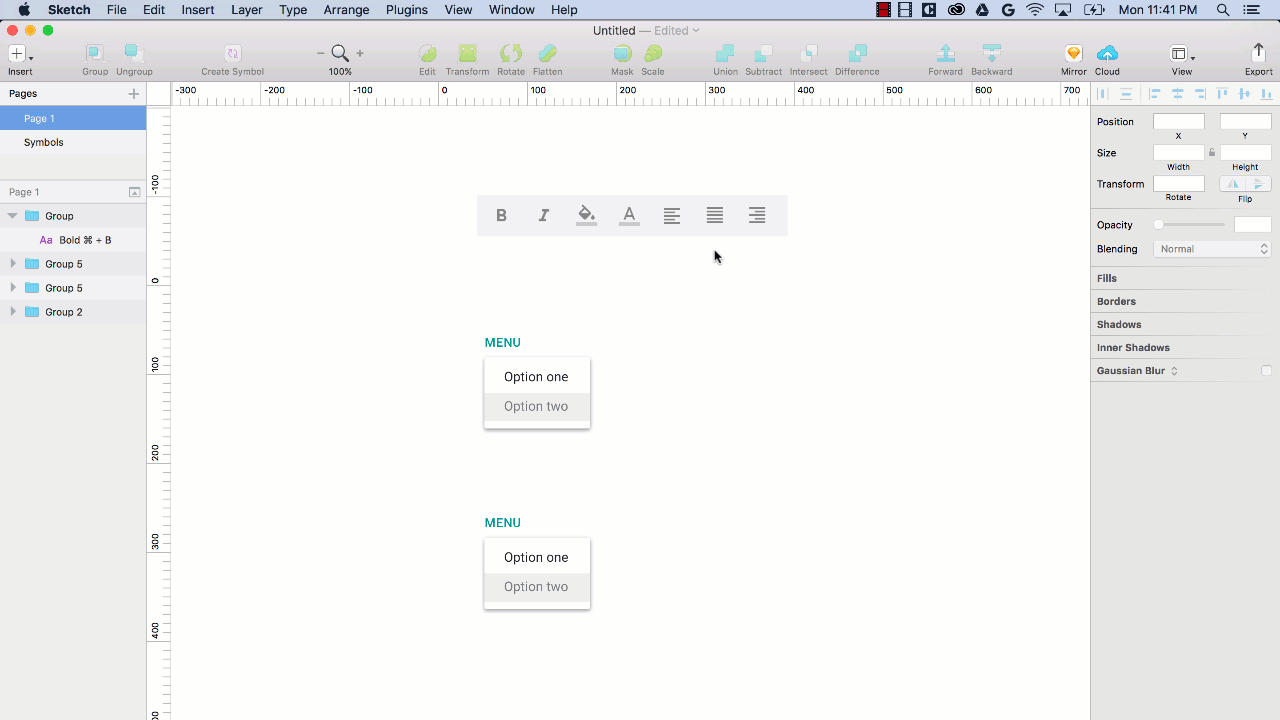 Sketch File Edit Insert Layer Type Arrange Plugins View Window Help Mon 11:41 PM
Untitled — Edited
Insert Group Ungroup Create Symbol 100% Edit Transform Rotate Flatten Mask Scale Union Subtract Intersect Difference Forward Backward Mirror Cloud View Export
Pages
Page 1
Symbols
Page 1
Group
Aa Bold ⌘ + B
Group 5
Group 5
Group 2
-300 -200 -100 0 100 200 300 400 500 600 700
-100
0
100
200
300
400
B I A
MENU
Option one
Option two
MENU
Option one
Option two
Position
X Y
Size
Width Height
Transform
Rotate Flip
Opacity
Blending Normal
Fills
Borders
Shadows
Inner Shadows
Gaussian Blur